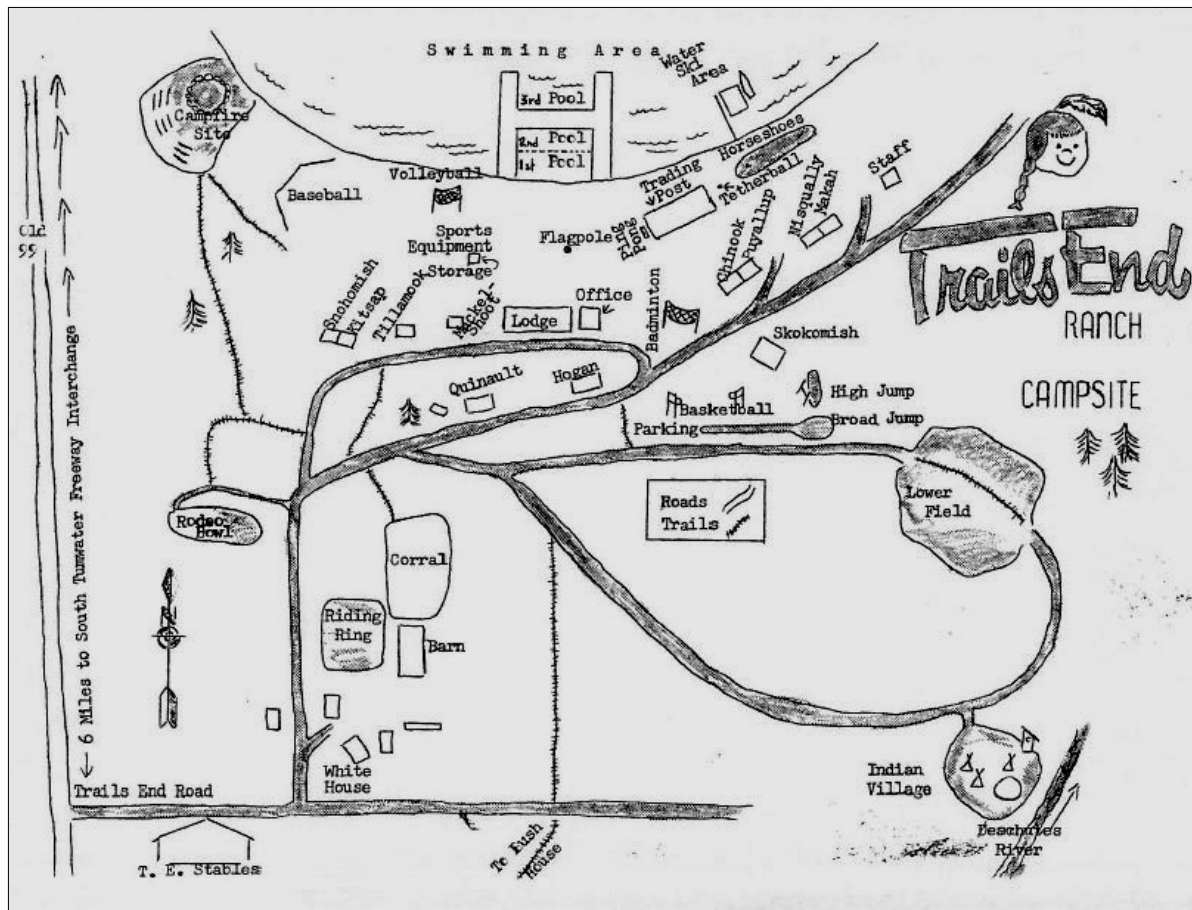 Swimming Area
Water
Ski
Area
3rd Pool
2nd Pool
1st Pool
Campfire
Site
Horseshoes
Tetherball
Trading
Post
Staff
Baseball
Volleyball
Misqually
Makah
Old
99
Sports
Equipment
Storage
Flagpole
Ping
Pong
Chinook
Puyallup
Trails End
RANCH
CAMPSITE
Snohomish
Kitsap
Tillamook
Muckel-
Shoot
Lodge
Office
Badminton
Skokomish
Quinault
Hogan
High Jump
Basketball
Parking
Broad Jump
6 Miles to South Tumwater Freeway Interchange
Roads
Trails
Lower
Field
Rodeo
Bowl
Corral
N
Riding
Ring
Barn
White
House
Indian
Village
Trails End Road
Deschutes
River
T. E. Stables
To Bush
House